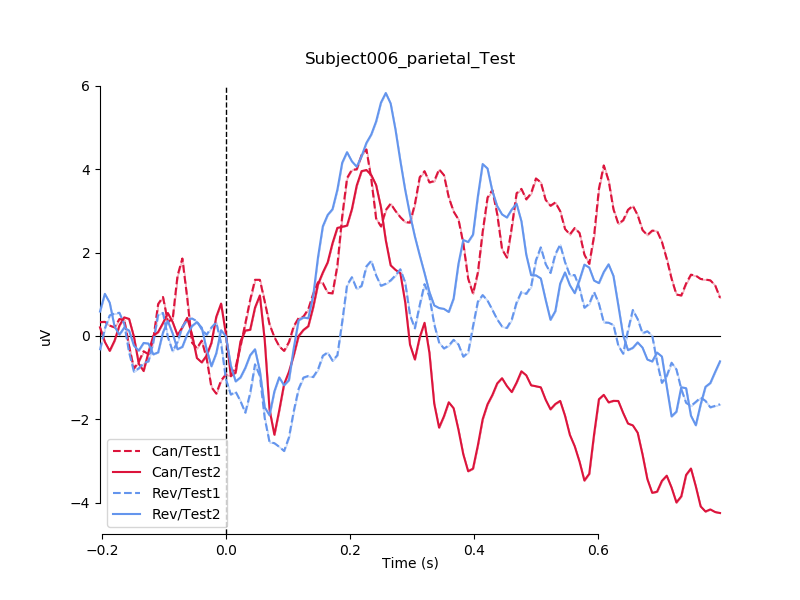 Subject006_parietal_Test
6
4
2
0
−2
−4
uV
Can/Test1
Can/Test2
Rev/Test1
Rev/Test2
−0.2 0.0 0.2 0.4 0.6
Time (s)